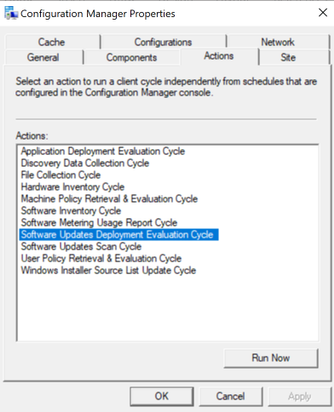 Configuration Manager Properties
Cache Configurations Network
General Components Actions Site
Select an action to run a client cycle independently from schedules that are
configured in the Configuration Manager console.
Actions:
Application Deployment Evaluation Cycle
Discovery Data Collection Cycle
File Collection Cycle
Hardware Inventory Cycle
Machine Policy Retrieval & Evaluation Cycle
Software Inventory Cycle
Software Metering Usage Report Cycle
Software Updates Deployment Evaluation Cycle
Software Updates Scan Cycle
User Policy Retrieval & Evaluation Cycle
Windows Installer Source List Update Cycle
Run Now
OK Cancel Apply